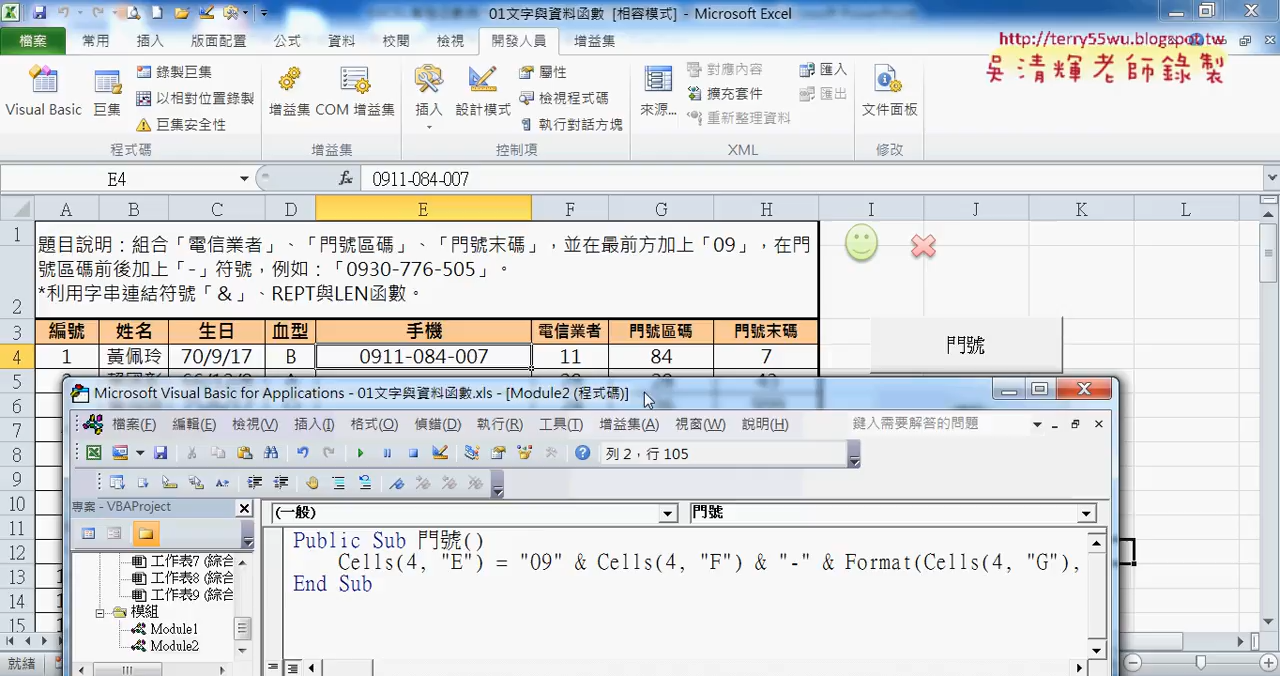 01文字與資料函數 [相容模式] - Microsoft Excel
檔案 常用 插入 版面配置 公式 資料 校閱 檢視 開發人員 增益集
http://terry55wu.blogspot.tw
吳清輝老師錄製
Visual Basic 巨集 錄製巨集 以相對位置錄製 巨集安全性 程式碼
增益集 COM 增益集 增益集
插入 設計模式 屬性 檢視程式碼 執行對話方塊 控制項
來源... 對應內容 擴充套件 重新整理資料 匯入 匯出 XML
文件面板 修改
E4 fx 0911-084-007
A B C D E F G H I J K L
1 題目說明：組合「電信業者」、「門號區碼」、「門號末碼」，並在最前方加上「09」，在門
號區碼前後加上「-」符號，例如：「0930-776-505」。
2 *利用字串連結符號「&」、REPT與LEN函數。
3 編號 姓名 生日 血型 手機 電信業者 門號區碼 門號末碼
4 1 黃佩玲 70/9/17 B 0911-084-007 11 84 7
門號
5
6
7
8
9
10
11
12
13
14
15
Microsoft Visual Basic for Applications - 01文字與資料函數.xls - [Module2 (程式碼)]
檔案(F) 編輯(E) 檢視(V) 插入(I) 格式(O) 偵錯(D) 執行(R) 工具(T) 增益集(A) 視窗(W) 說明(H) 鍵入需要解答的問題
列 2，行 105
專案 - VBAProject
(一般) 門號
工作表7 (綜合
工作表8 (綜合
工作表9 (綜合
模組
Module1
Module2
Public Sub 門號()
Cells(4, "E") = "09" & Cells(4, "F") & "-" & Format(Cells(4, "G"),
End Sub
就緒